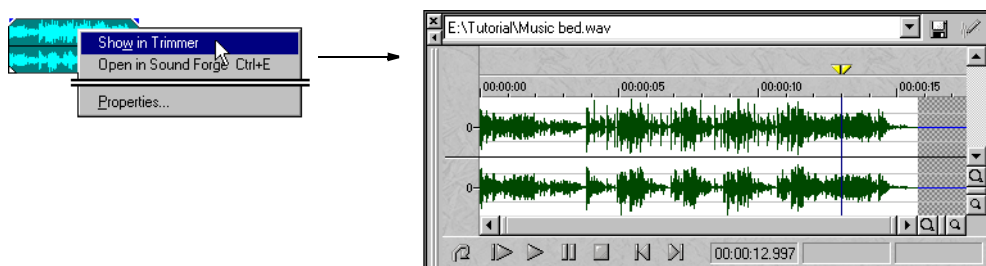 Show in Trimmer
Open in Sound Forge Ctrl+E
Properties...
E:\Tutorial\Music bed.wav
00:00:00 00:00:05 00:00:10 00:00:15
0
0
00:00:12.997